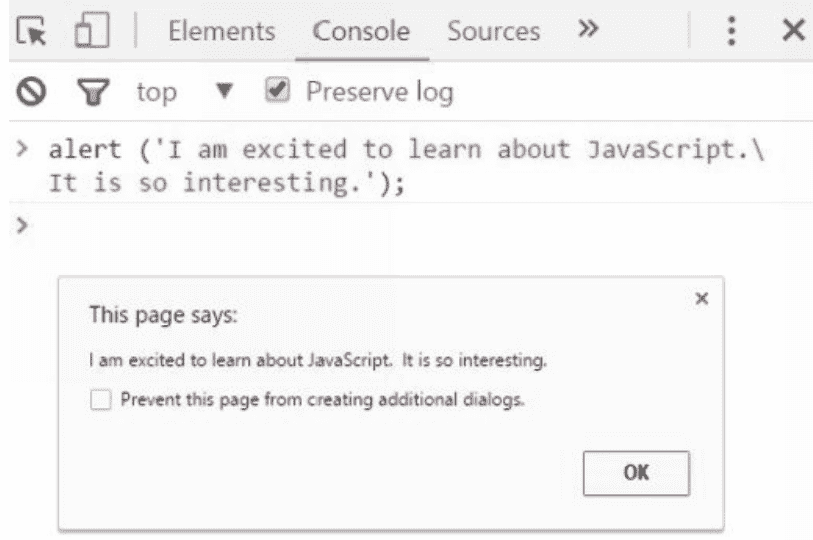 Elements Console Sources »
top ▼ Preserve log
> alert ('I am excited to learn about JavaScript.\
It is so interesting.');
>
This page says:
I am excited to learn about JavaScript. It is so interesting.
Prevent this page from creating additional dialogs.
OK